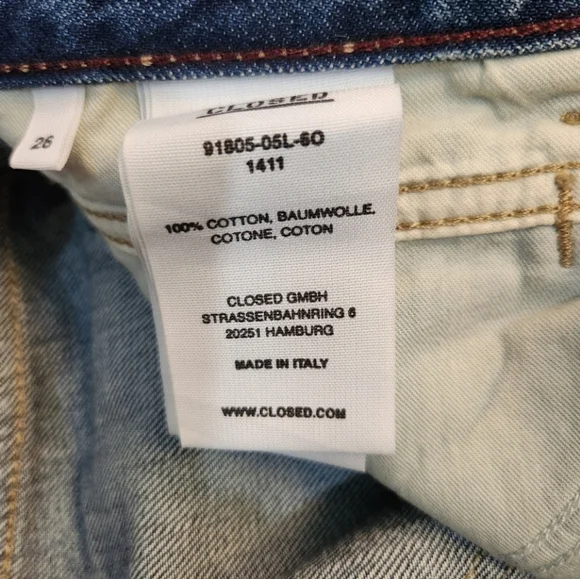 26
CLOSED
91805-05L-6O
1411
100% COTTON, BAUMWOLLE,
COTONE, COTON
CLOSED GMBH
STRASSENBAHNRING 6
20251 HAMBURG
MADE IN ITALY
WWW.CLOSED.COM